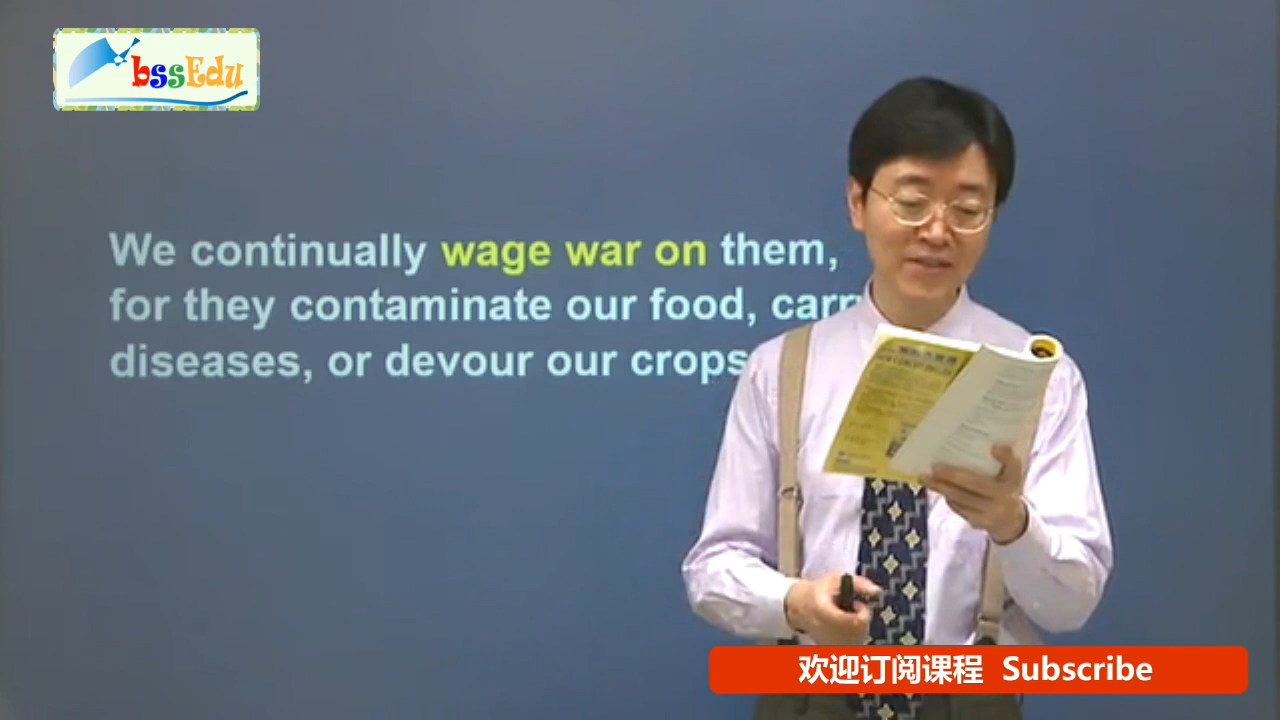 bssEdu
We continually wage war on them,
for they contaminate our food, carry
diseases, or devour our crops
欢迎订阅课程 Subscribe